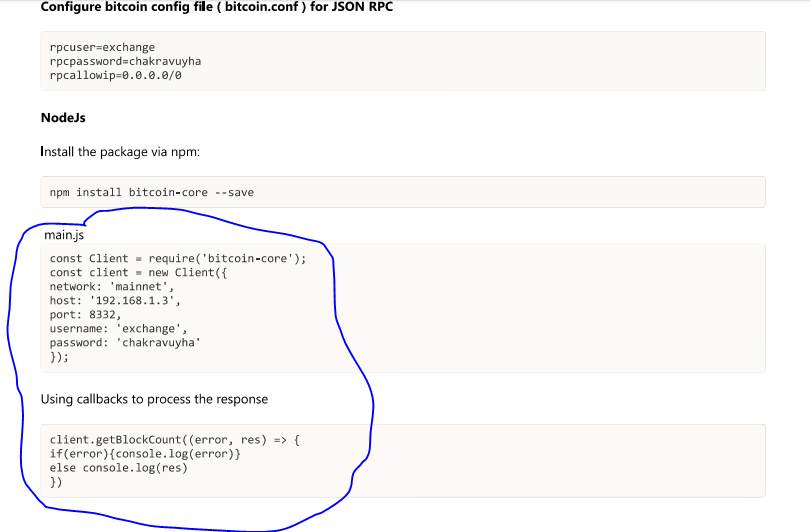 Configure bitcoin config file ( bitcoin.conf ) for JSON RPC
rpcuser=exchange
rpcpassword=chakravuyha
rpcallowip=0.0.0.0/0
NodeJs
Install the package via npm:
npm install bitcoin-core --save
main.js
const Client = require('bitcoin-core');
const client = new Client({
network: 'mainnet',
host: '192.168.1.3',
port: 8332,
username: 'exchange',
password: 'chakravuyha'
});
Using callbacks to process the response
client.getBlockCount((error, res) => {
if(error){console.log(error)}
else console.log(res)
})